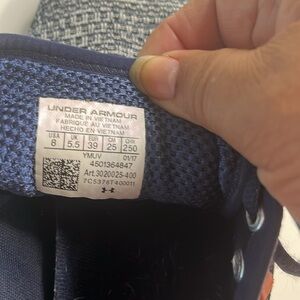 UNDER ARMOUR
MADE IN VIETNAM
FABRIQUÉ AU VIETNAM
HECHO EN VIETNAM
USA UK EUR CM CHN
8 5.5 39 25 250
YMUV 01/17
4501364847
Art.3020025-400
7C5376T400011